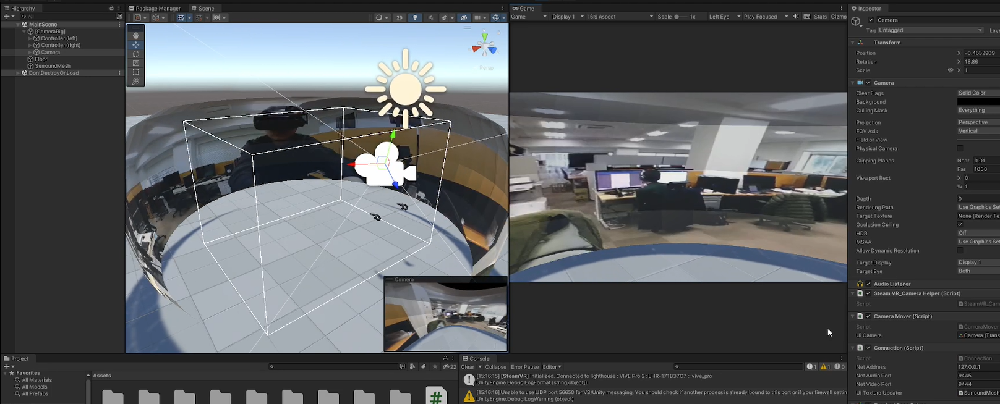 Hierarchy
All
MainScene
[CameraRig]
Controller (left)
Controller (right)
Camera
Floor
SurroundMesh
DontDestroyOnLoad
Package Manager
Scene
2D
Persp
Camera
Game
Game Display 1 16:9 Aspect Scale 1x Left Eye Play Focused Stats Gizmo
Inspector
Camera
Tag Untagged Laye
Transform
Position X -0.4632909
Rotation X 18.86
Scale X 1
Camera
Clear Flags Solid Color
Background
Culling Mask Everything
Projection Perspective
FOV Axis Vertical
Field of View
Physical Camera
Clipping Planes Near 0.01
Far 1000
Viewport Rect X 0
W 1
Depth 0
Rendering Path Use Graphics Set
Target Texture None (Render Te
Occlusion Culling
HDR Off
MSAA Use Graphics Set
Allow Dynamic Resolution
Target Display Display 1
Target Eye Both
Audio Listener
Steam VR_Camera Helper (Script)
Script SteamVR_Cam
Camera Mover (Script)
Script CameraMover
Ui Camera Camera (Trans
Connection (Script)
Script Connection
Net Address 127.0.0.1
Net Audio Port 9445
Net Video Port 9444
Ui Texture Updater SurroundMesh
Project
22
Favorites
All Materials
All Models
All Prefabs
Assets
#
Console
Clear Collapse Error Pause Editor 1 1 0
[15:16:15] [SteamVR] Initialized. Connected to lighthouse : VIVE Pro 2 : LHR-171B37C7 :: vive_pro
UnityEngine.Debug:LogFormat (string,object[])
[15:16:16] Unable to use UDP port 56650 for VS/Unity messaging. You should check if another process is already bound to this port or if your firewall settin
UnityEngine.Debug:LogWarning (object)